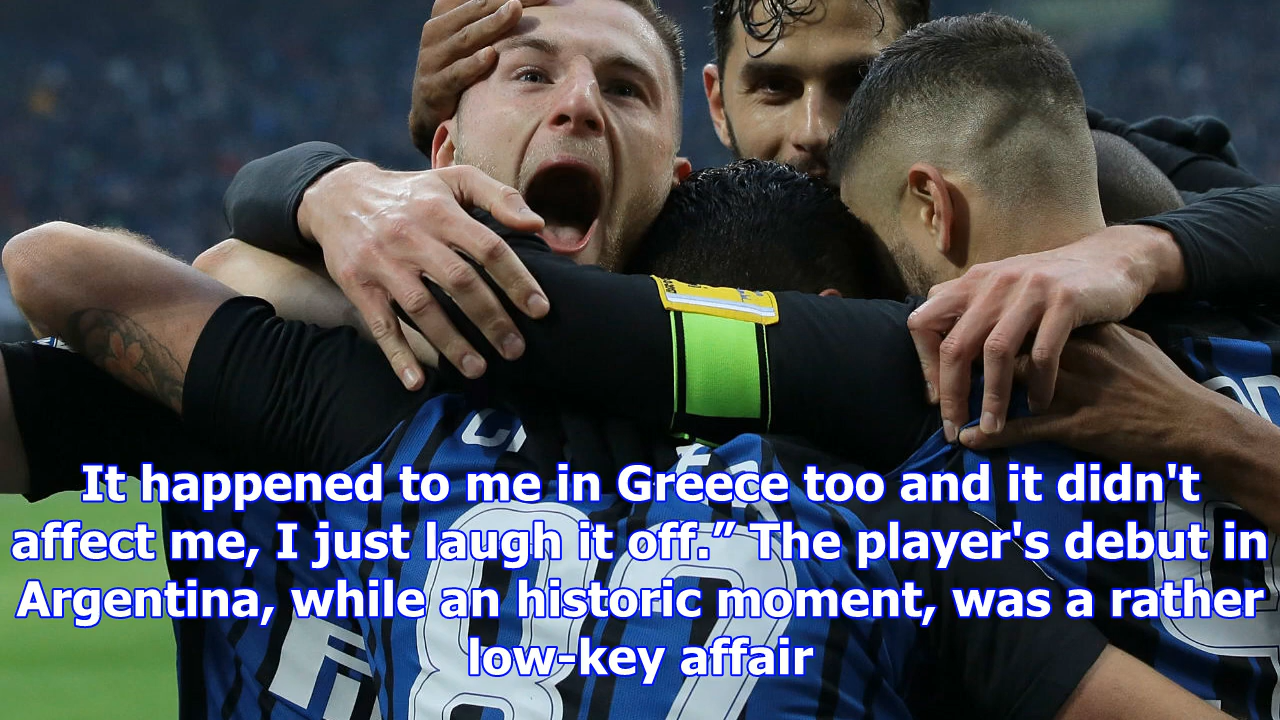 It happened to me in Greece too and it didn't
affect me, I just laugh it off.” The player's debut in
Argentina, while an historic moment, was a rather
low-key affair
87